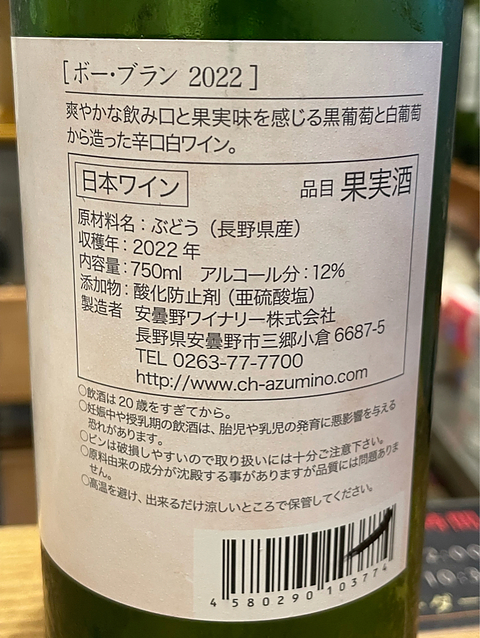 [ボー・ブラン 2022]
爽やかな飲み口と果実味を感じる黒葡萄と白葡萄
から造った辛口白ワイン。
日本ワイン 品目 果実酒
原材料名：ぶどう（長野県産）
収穫年：2022年
内容量：750ml アルコール分：12%
添加物：酸化防止剤（亜硫酸塩）
製造者 安曇野ワイナリー株式会社
長野県安曇野市三郷小倉 6687-5
TEL 0263-77-7700
http://www.ch-azumino.com
○飲酒は20歳をすぎてから。
○妊娠中や授乳期の飲酒は、胎児や乳児の発育に悪影響を与える
恐れがあります。
○ビンは破損しやすいので取り扱いには十分ご注意下さい。
○原料由来の成分が沈殿する事がありますが品質には問題ありま
せん。
○高温を避け、出来るだけ涼しいところで保管してください。
4 580290 103774